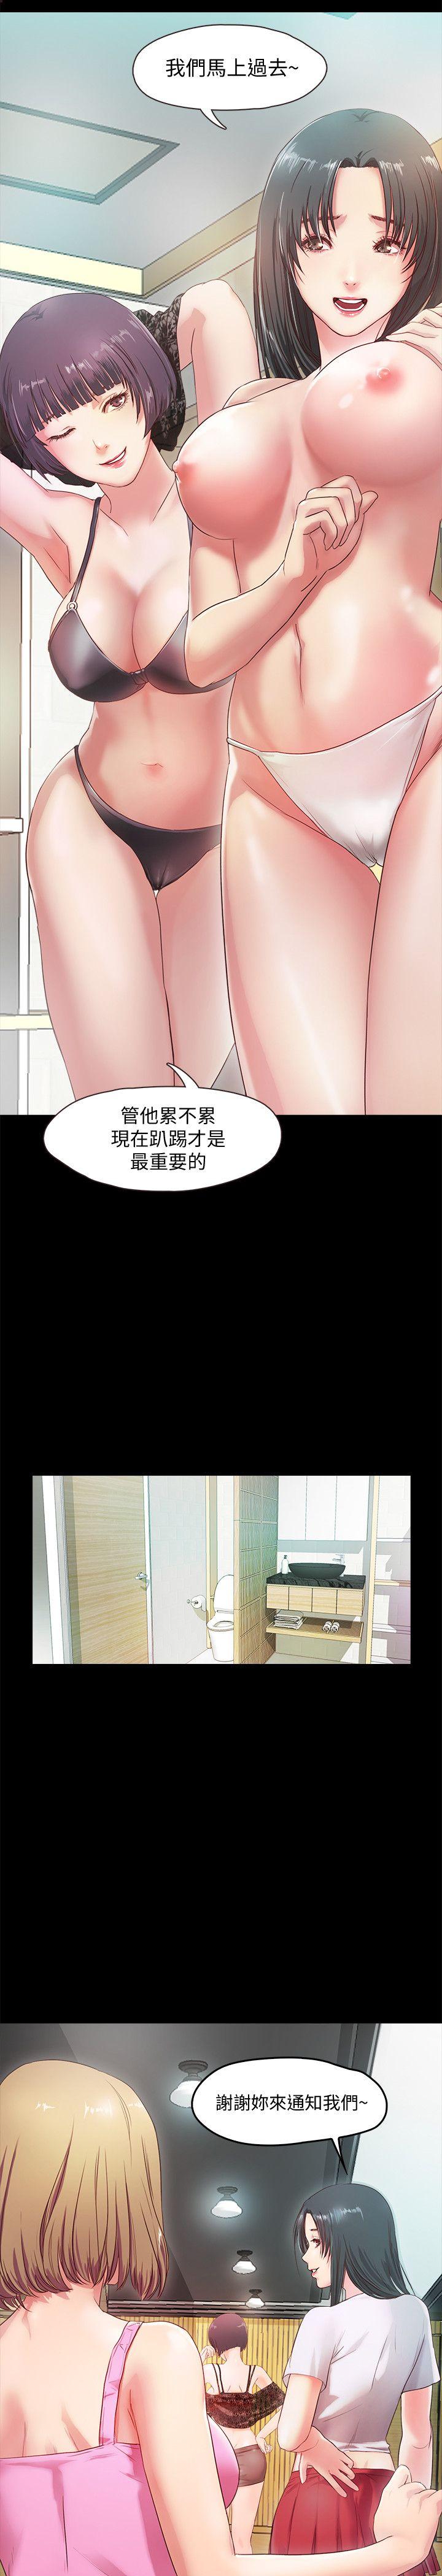 我們馬上過去~
管他累不累
現在趴踢才是
最重要的
謝謝妳來通知我們~